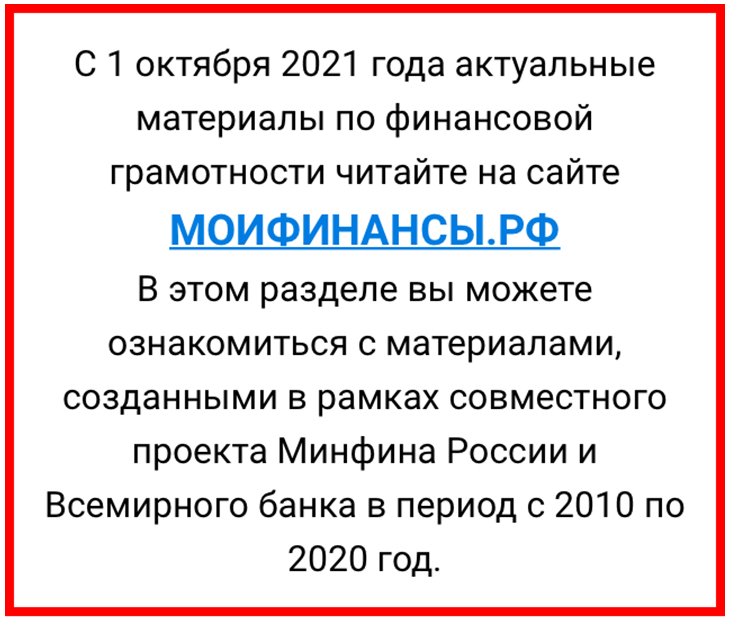 С 1 октября 2021 года актуальные
материалы по финансовой
грамотности читайте на сайте
МОИФИНАНСЫ.РФ
В этом разделе вы можете
ознакомиться с материалами,
созданными в рамках совместного
проекта Минфина России и
Всемирного банка в период с 2010 по
2020 год.